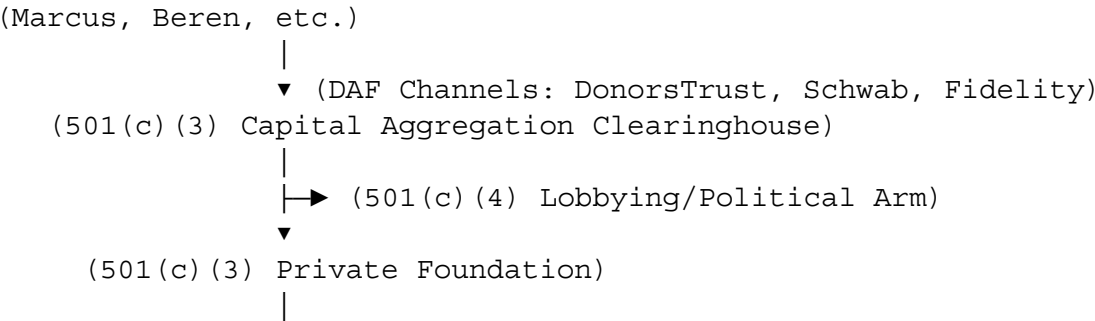 (Marcus, Beren, etc.)
│
▼ (DAF Channels: DonorsTrust, Schwab, Fidelity)
(501(c)(3) Capital Aggregation Clearinghouse)
│
├─► (501(c)(4) Lobbying/Political Arm)
▼
(501(c)(3) Private Foundation)
│